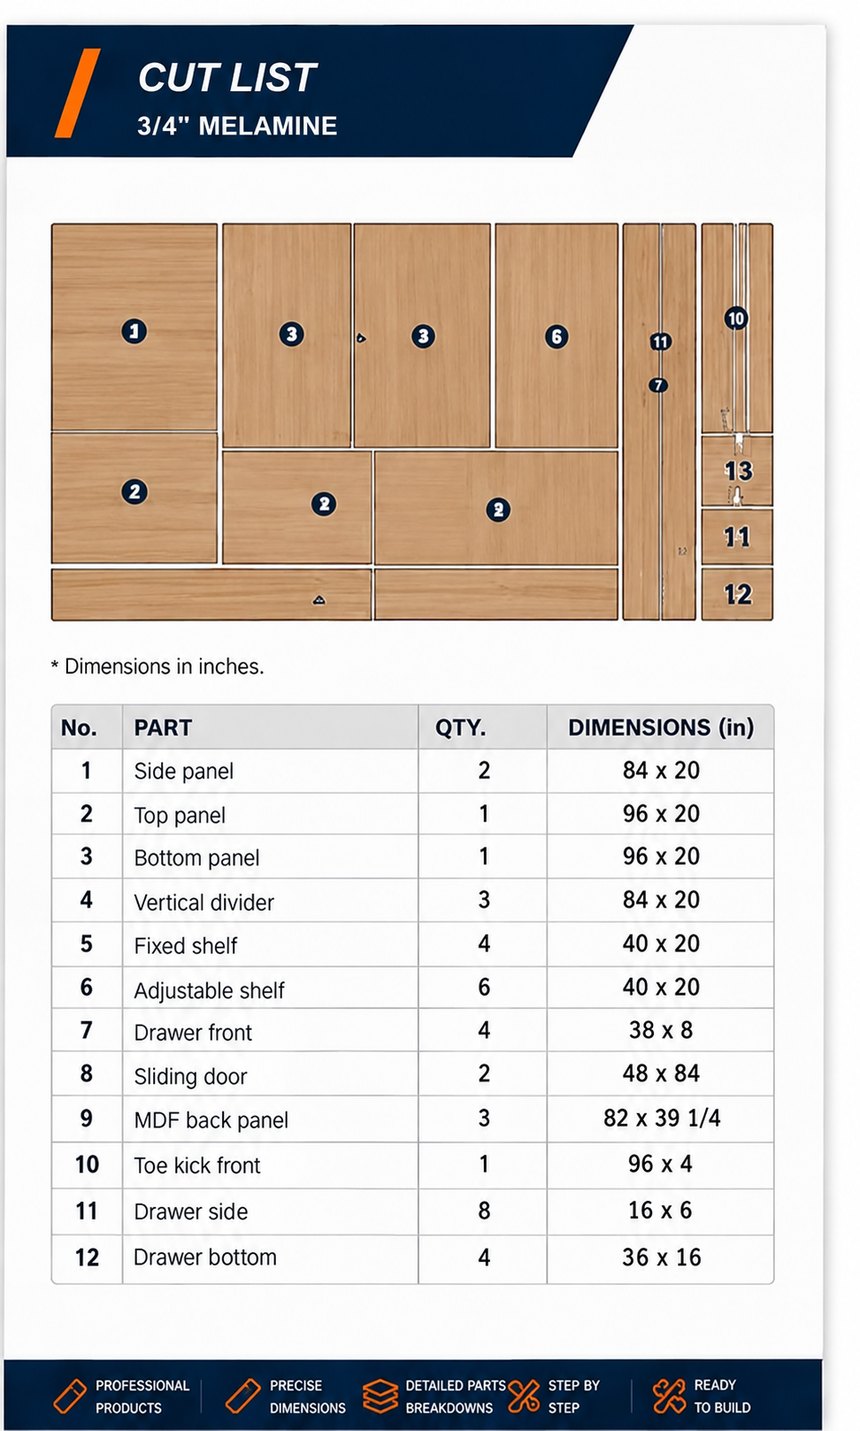 CUT LIST
3/4" MELAMINE
1
3
3
6
11
7
10
2
2
2
13
11
12
* Dimensions in inches.
No. PART QTY. DIMENSIONS (in)
1 Side panel 2 84 x 20
2 Top panel 1 96 x 20
3 Bottom panel 1 96 x 20
4 Vertical divider 3 84 x 20
5 Fixed shelf 4 40 x 20
6 Adjustable shelf 6 40 x 20
7 Drawer front 4 38 x 8
8 Sliding door 2 48 x 84
9 MDF back panel 3 82 x 39 1/4
10 Toe kick front 1 96 x 4
11 Drawer side 8 16 x 6
12 Drawer bottom 4 36 x 16
PROFESSIONAL PRODUCTS
PRECISE DIMENSIONS
DETAILED PARTS BREAKDOWNS
STEP BY STEP
READY TO BUILD